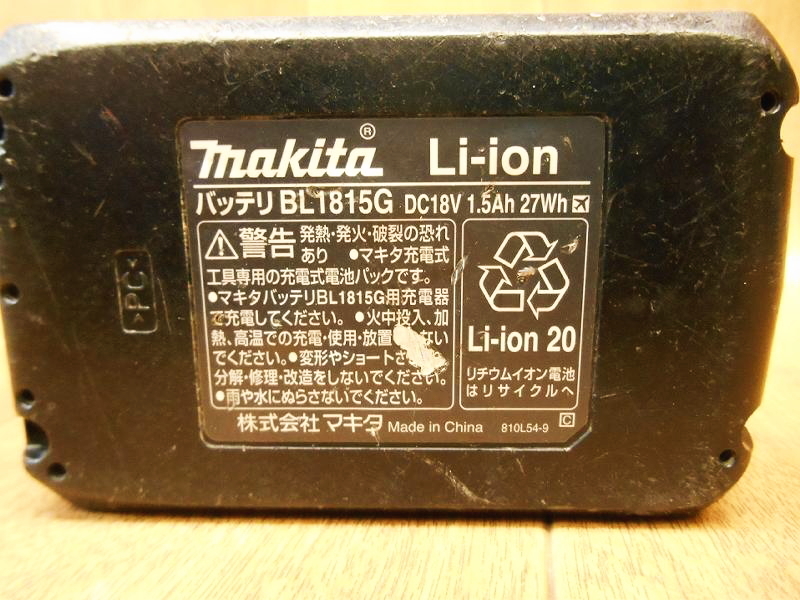 makita® Li-ion
バッテリ BL1815G DC18V 1.5Ah 27Wh
警告 発熱・発火・破裂の恐れ
あり ●マキタ充電式
工具専用の充電式電池パックです。
●マキタバッテリBL1815G用充電器
で充電してください。 ●火中投入、加
熱、高温での充電・使用・放置 ない
でください。●変形やショート
分解・修理・改造をしないでください。
●雨や水にぬらさないでください。
Li-ion 20
リチウムイオン電池
はリサイクルへ
株式会社 マキタ Made in China 810L54-9 C
>PC<